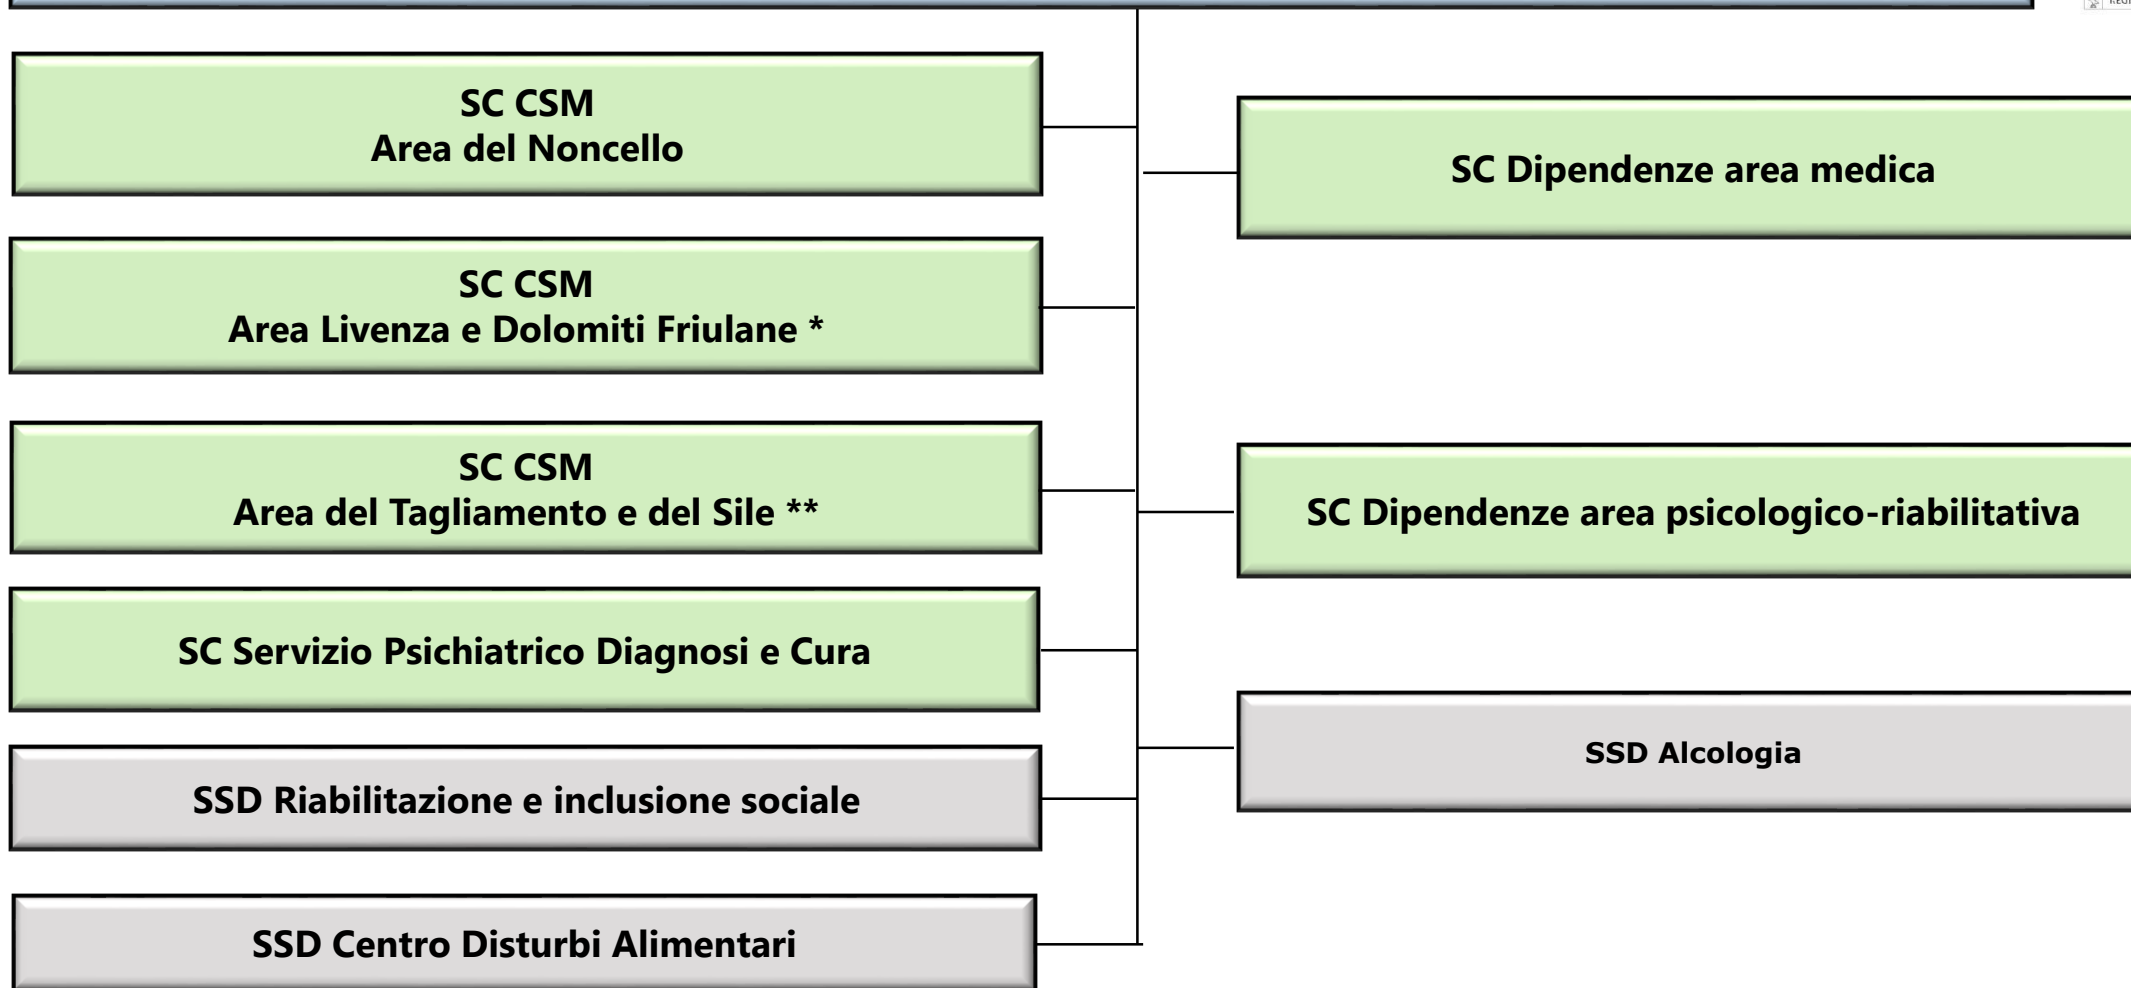 SC CSM
Area del Noncello
SC CSM
Area Livenza e Dolomiti Friulane *
SC CSM
Area del Tagliamento e del Sile **
SC Servizio Psichiatrico Diagnosi e Cura
SSD Riabilitazione e inclusione sociale
SSD Centro Disturbi Alimentari
SC Dipendenze area medica
SC Dipendenze area psicologico-riabilitativa
SSD Alcologia